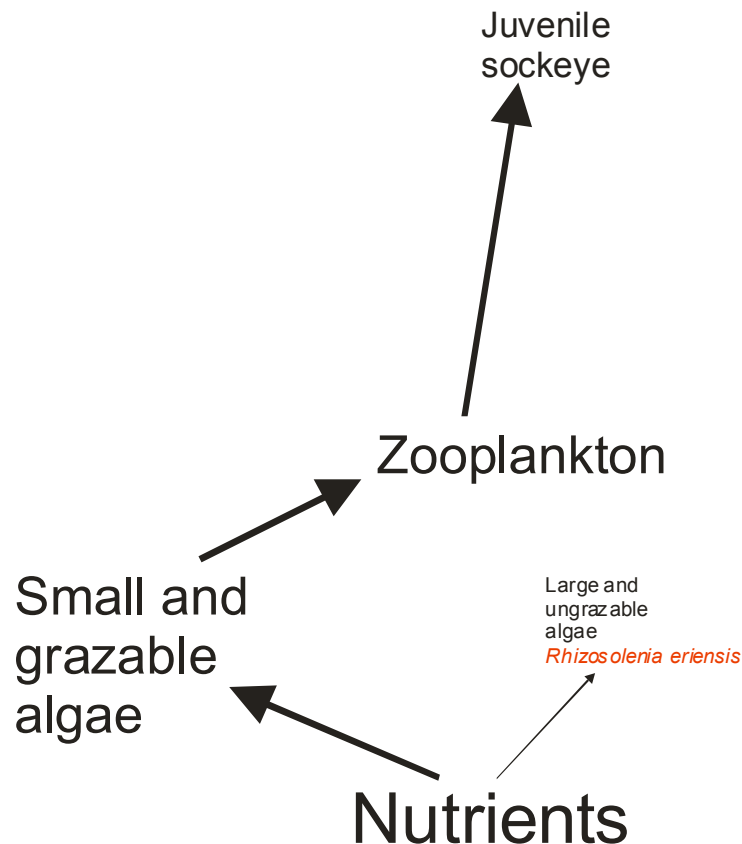 Juvenile
sockeye
Zooplankton
Small and
grazable
algae
Large and
ungrazable
algae
Rhizosolenia eriensis
Nutrients